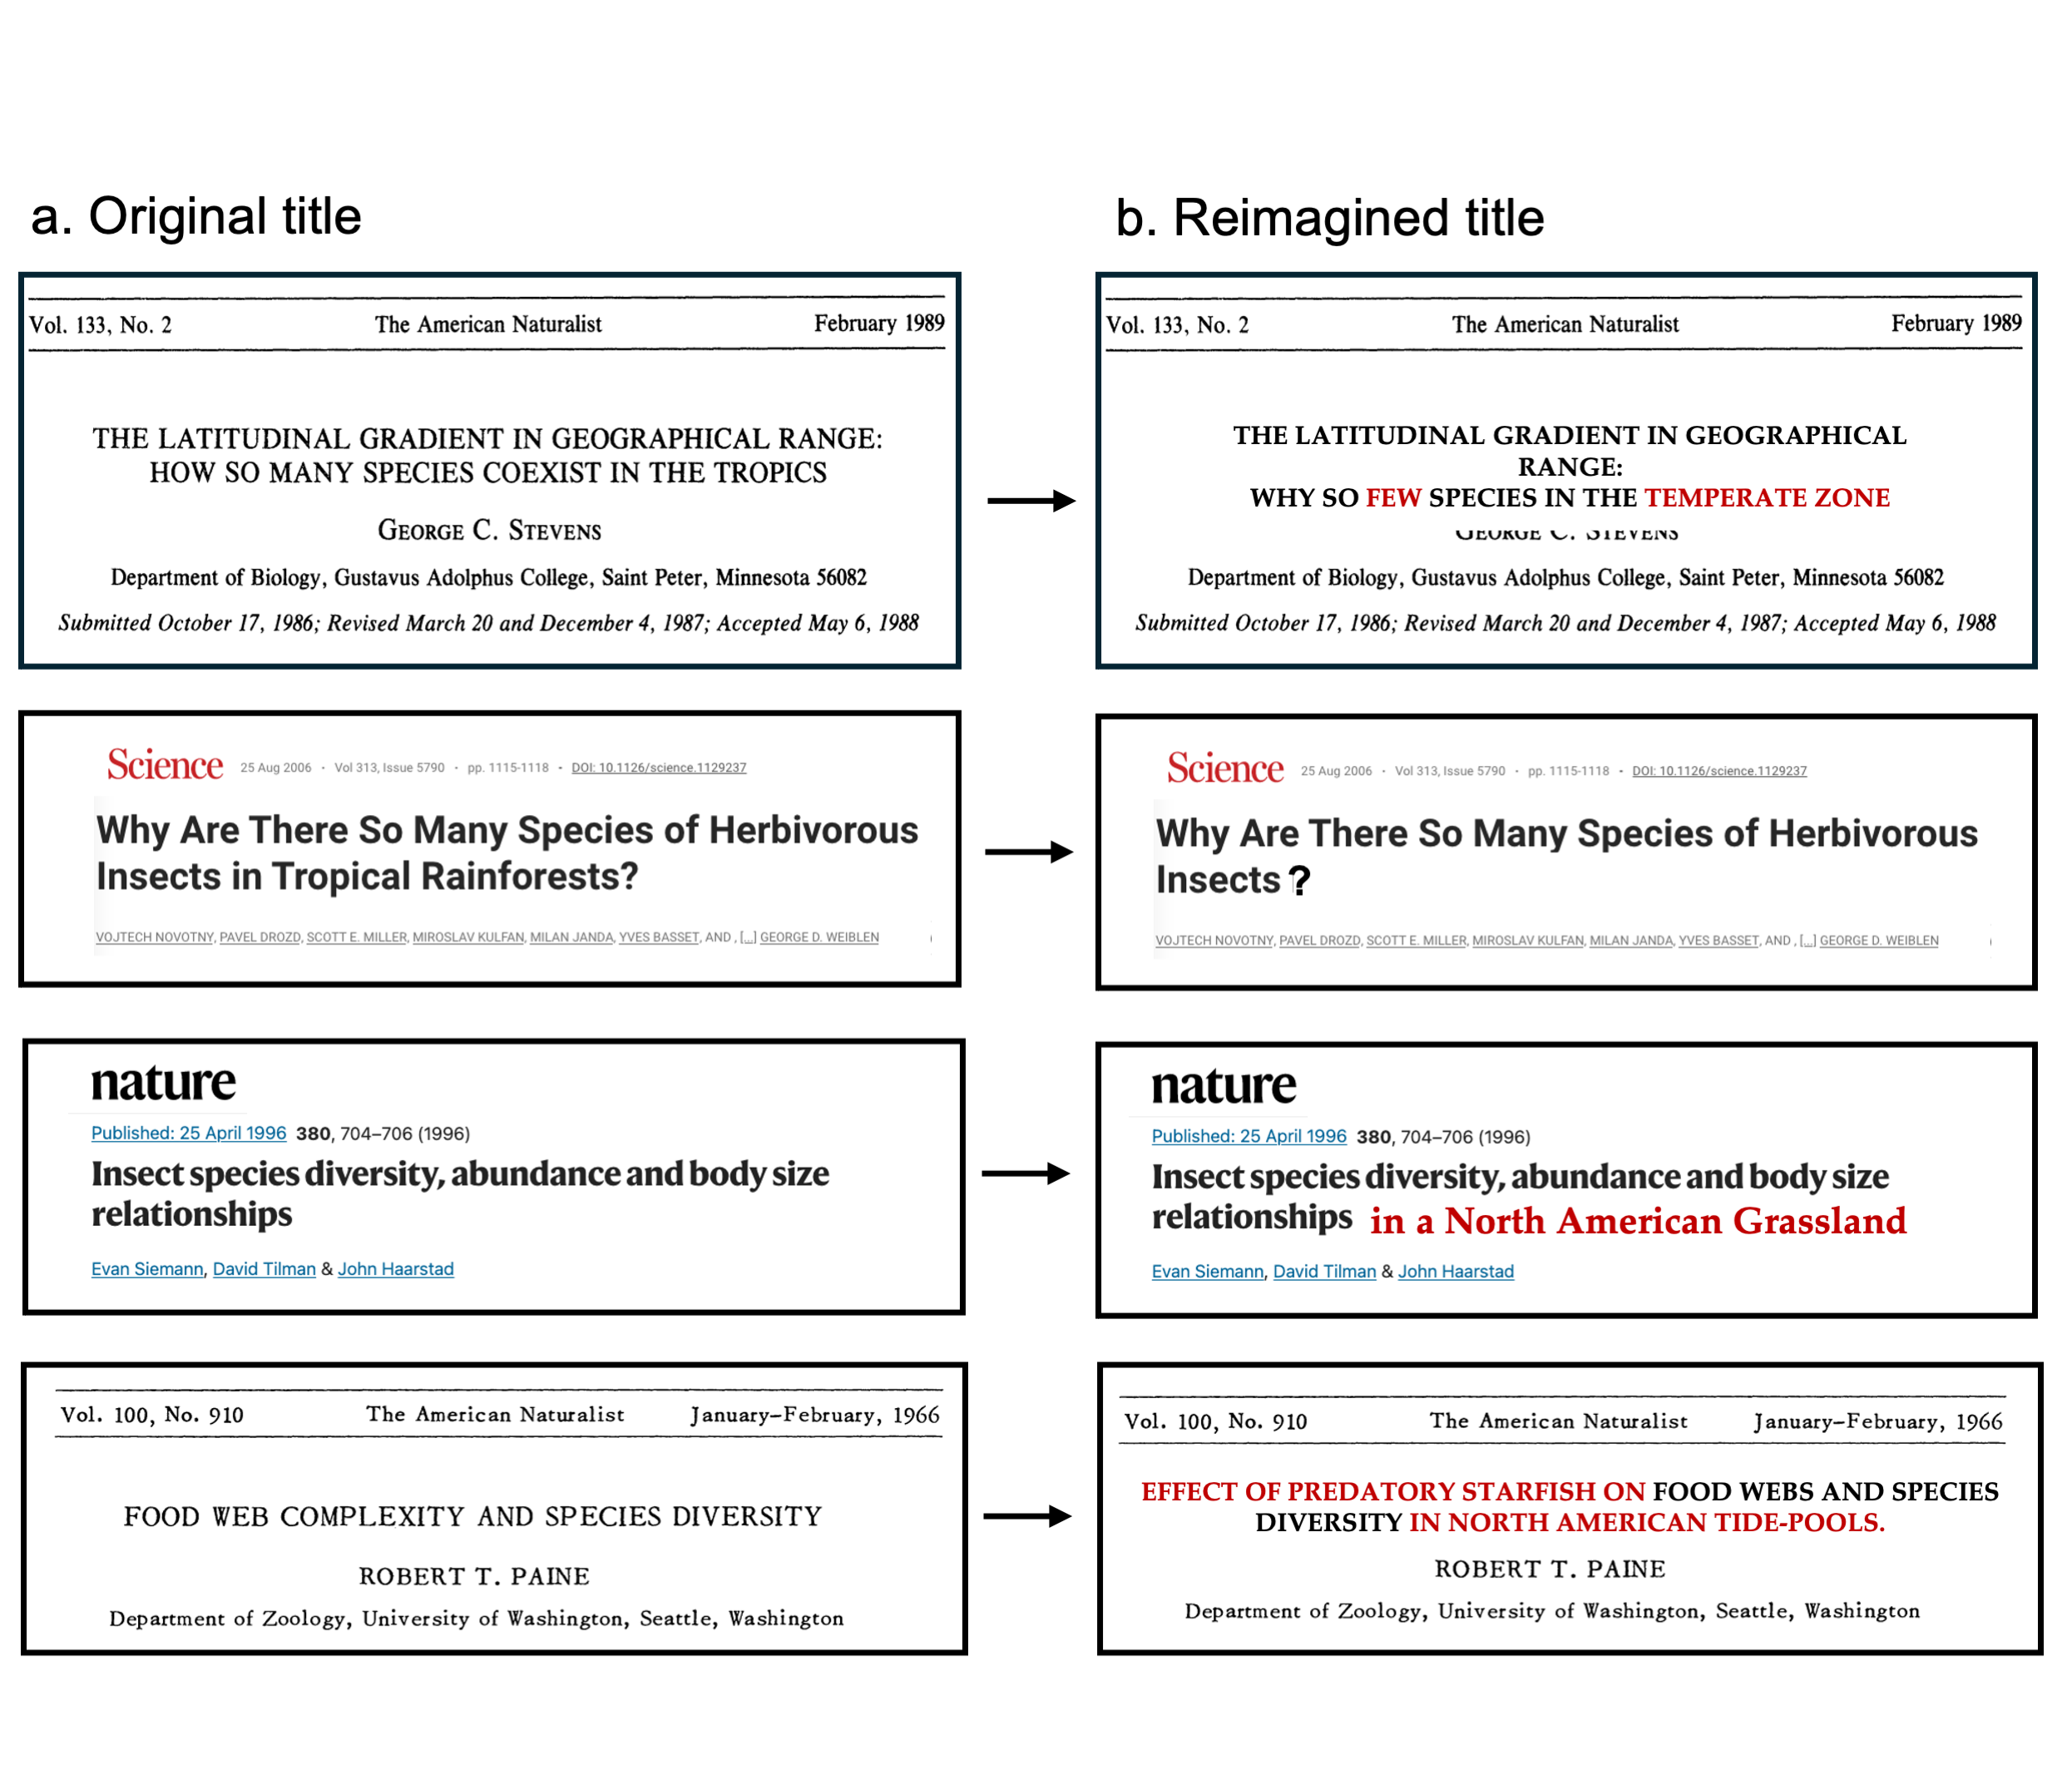 a. Original title
Vol. 133, No. 2 The American Naturalist February 1989
THE LATITUDINAL GRADIENT IN GEOGRAPHICAL RANGE:
HOW SO MANY SPECIES COEXIST IN THE TROPICS
GEORGE C. STEVENS
Department of Biology, Gustavus Adolphus College, Saint Peter, Minnesota 56082
Submitted October 17, 1986; Revised March 20 and December 4, 1987; Accepted May 6, 1988
Science 25 Aug 2006 · Vol 313, Issue 5790 · pp. 1115-1118 · DOI: 10.1126/science.1129237
Why Are There So Many Species of Herbivorous
Insects in Tropical Rainforests?
VOJTECH NOVOTNY, PAVEL DROZD, SCOTT E. MILLER, MIROSLAV KULFAN, MILAN JANDA, YVES BASSET, AND , [...] GEORGE D. WEIBLEN
nature
Published: 25 April 1996 380, 704–706 (1996)
Insect species diversity, abundance and body size
relationships
Evan Siemann, David Tilman & John Haarstad
Vol. 100, No. 910 The American Naturalist January–February, 1966
FOOD WEB COMPLEXITY AND SPECIES DIVERSITY
ROBERT T. PAINE
Department of Zoology, University of Washington, Seattle, Washington
b. Reimagined title
Vol. 133, No. 2 The American Naturalist February 1989
THE LATITUDINAL GRADIENT IN GEOGRAPHICAL
RANGE:
WHY SO FEW SPECIES IN THE TEMPERATE ZONE
GEORGE C. STEVENS
Department of Biology, Gustavus Adolphus College, Saint Peter, Minnesota 56082
Submitted October 17, 1986; Revised March 20 and December 4, 1987; Accepted May 6, 1988
Science 25 Aug 2006 · Vol 313, Issue 5790 · pp. 1115-1118 · DOI: 10.1126/science.1129237
Why Are There So Many Species of Herbivorous
Insects ?
VOJTECH NOVOTNY, PAVEL DROZD, SCOTT E. MILLER, MIROSLAV KULFAN, MILAN JANDA, YVES BASSET, AND , [...] GEORGE D. WEIBLEN
nature
Published: 25 April 1996 380, 704–706 (1996)
Insect species diversity, abundance and body size
relationships in a North American Grassland
Evan Siemann, David Tilman & John Haarstad
Vol. 100, No. 910 The American Naturalist January–February, 1966
EFFECT OF PREDATORY STARFISH ON FOOD WEBS AND SPECIES
DIVERSITY IN NORTH AMERICAN TIDE-POOLS.
ROBERT T. PAINE
Department of Zoology, University of Washington, Seattle, Washington